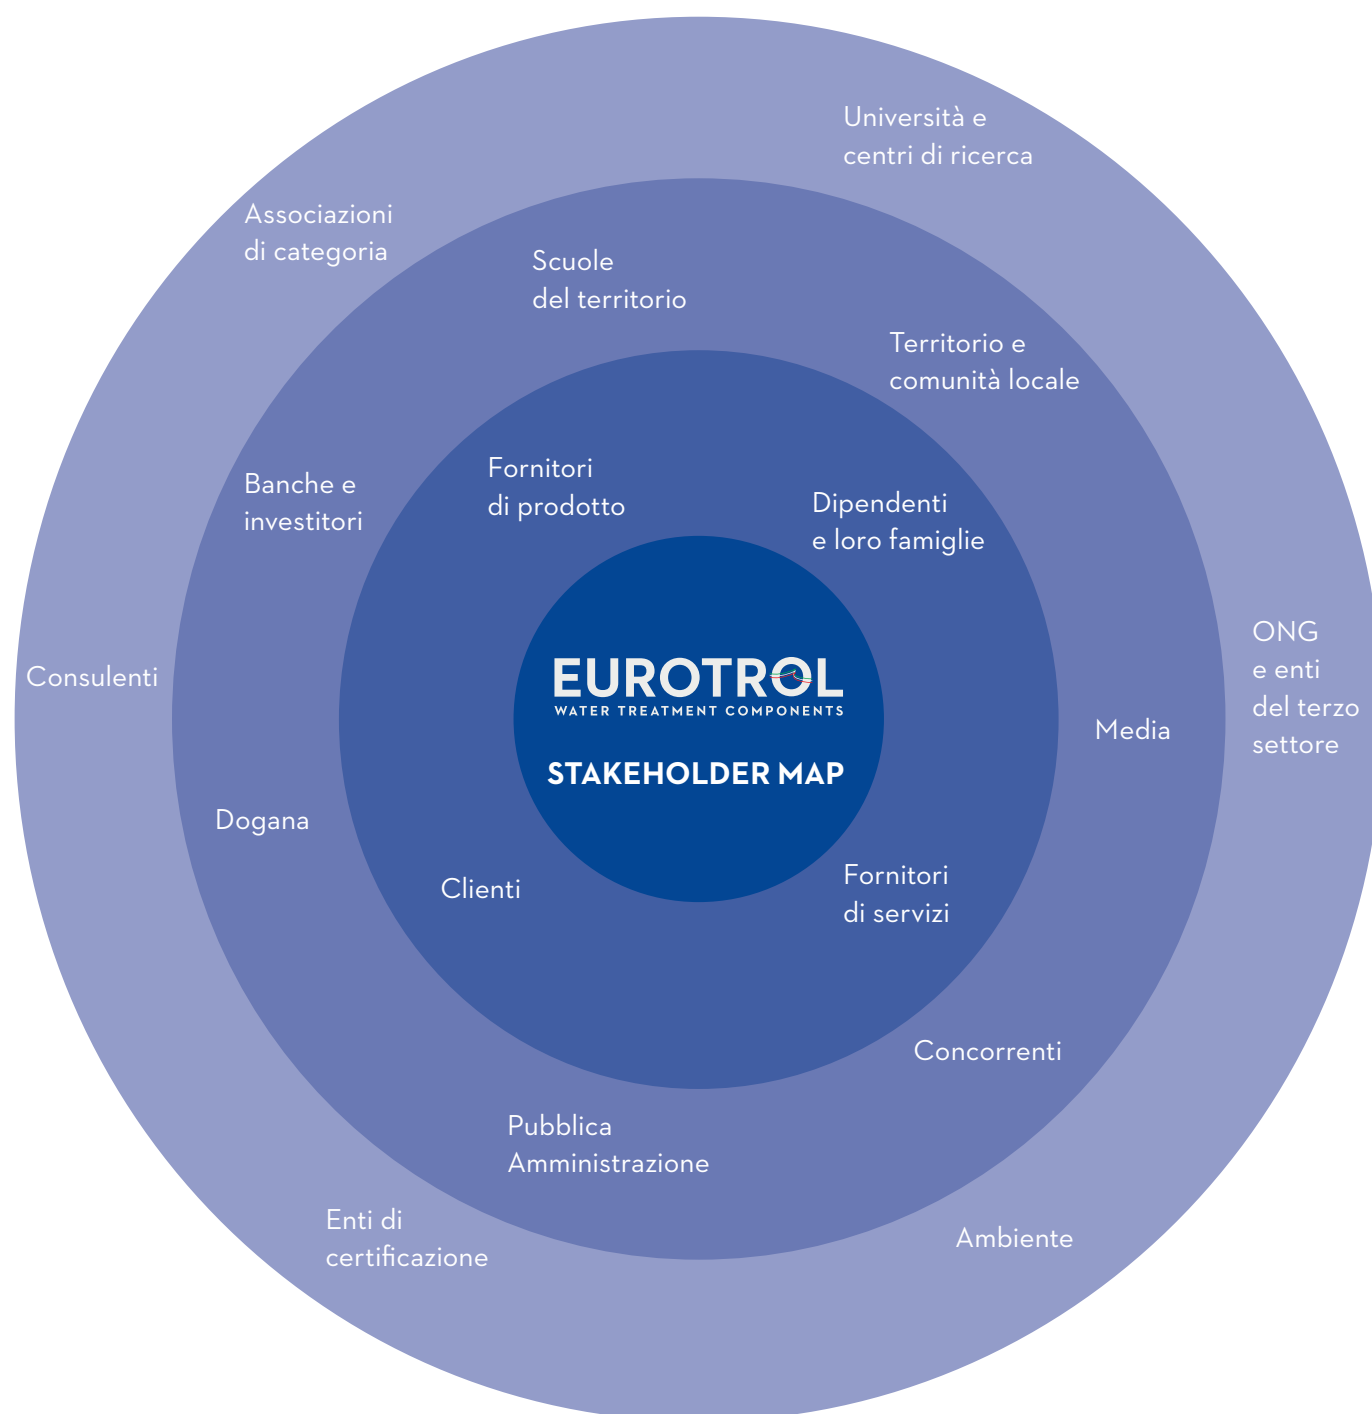 Università e
centri di ricerca
Associazioni
di categoria
Scuole
del territorio
Territorio e
comunità locale
Fornitori
di prodotto
Banche e
investitori
Dipendenti
e loro famiglie
ONG
e enti
del terzo
settore
Consulenti
EUROTROL
WATER TREATMENT COMPONENTS
STAKEHOLDER MAP
Media
Dogana
Clienti
Fornitori
di servizi
Concorrenti
Pubblica
Amministrazione
Enti di
certificazione
Ambiente